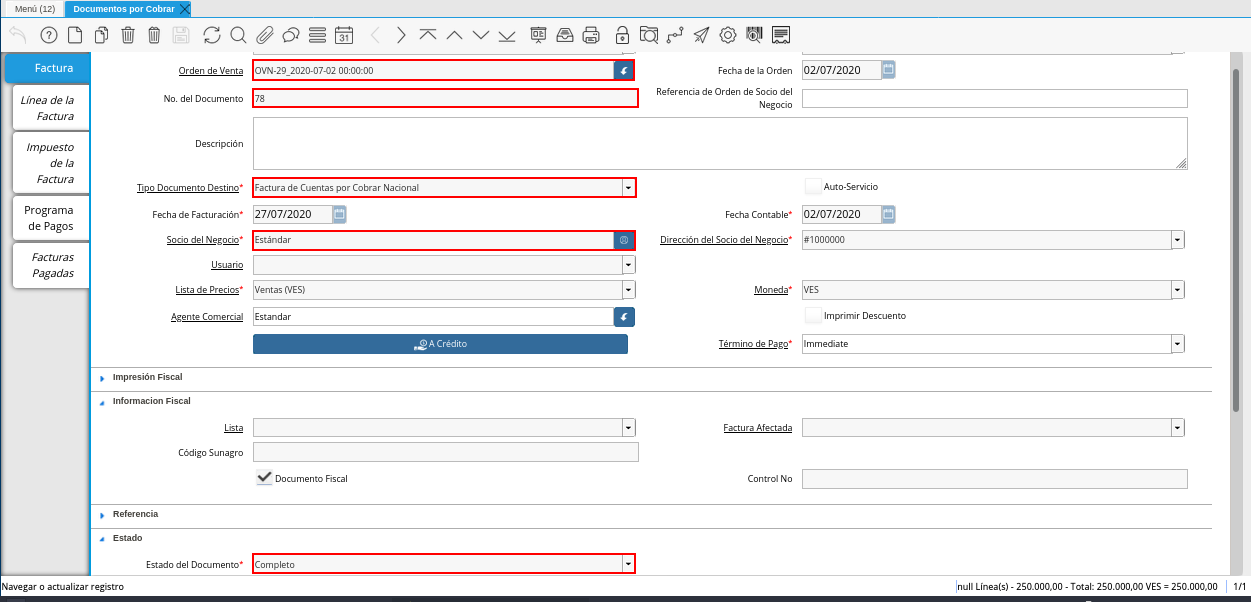 Menú (12)
Documentos por Cobrar
31
Factura
Línea de la
Factura
Impuesto
de la
Factura
Programa
de Pagos
Facturas
Pagadas
Orden de Venta
OVN-29_2020-07-02 00:00:00
Fecha de la Orden
02/07/2020
No. del Documento
78
Referencia de Orden de Socio del
Negocio
Descripción
Tipo Documento Destino*
Factura de Cuentas por Cobrar Nacional
Auto-Servicio
Fecha de Facturación*
27/07/2020
Fecha Contable*
02/07/2020
Socio del Negocio*
Estándar
Dirección del Socio del Negocio*
#1000000
Usuario
Lista de Precios*
Ventas (VES)
Moneda*
VES
Agente Comercial
Estandar
Imprimir Descuento
A Crédito
Término de Pago*
Immediate
Impresión Fiscal
Informacion Fiscal
Lista
Factura Afectada
Código Sunagro
Documento Fiscal
Control No
Referencia
Estado
Estado del Documento*
Completo
Navegar o actualizar registro
null Línea(s) - 250.000,00 - Total: 250.000,00 VES = 250.000,00
1/1